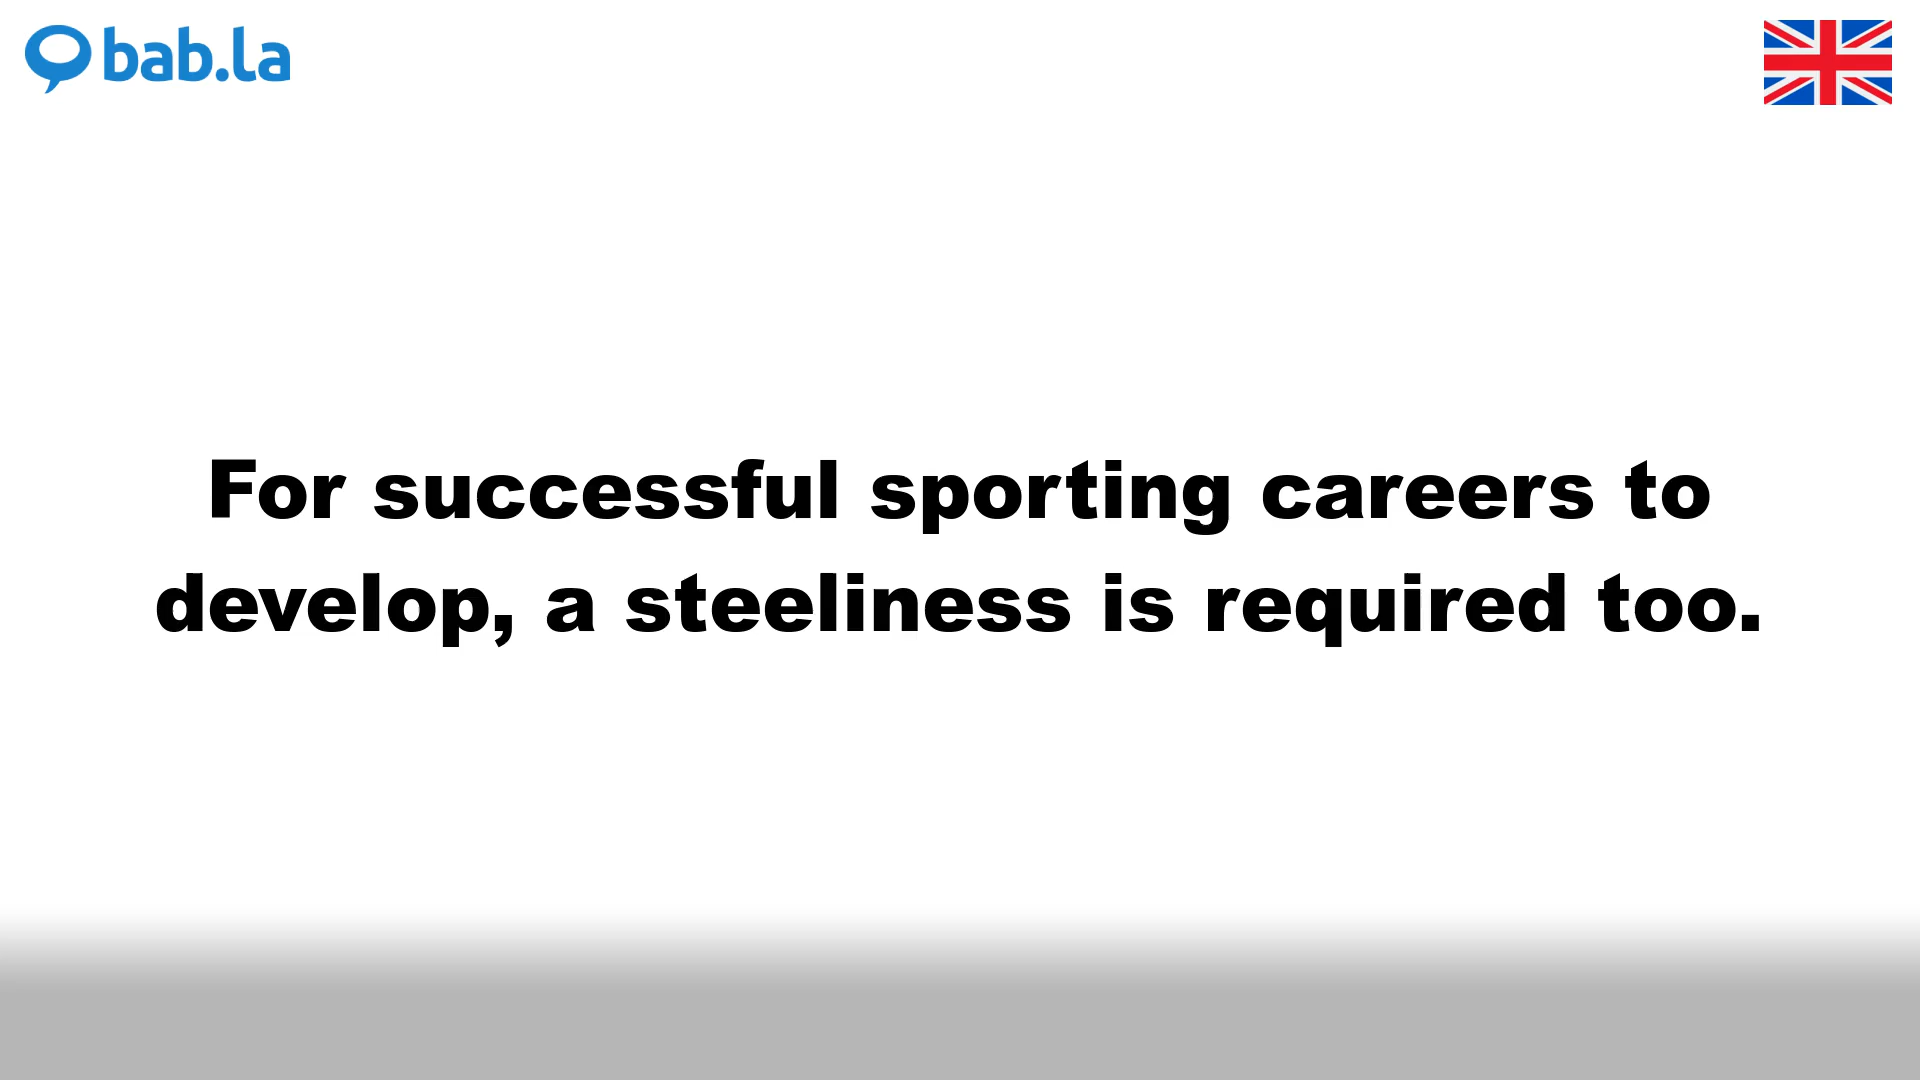 bab.la
For successful sporting careers to
develop, a steeliness is required too.